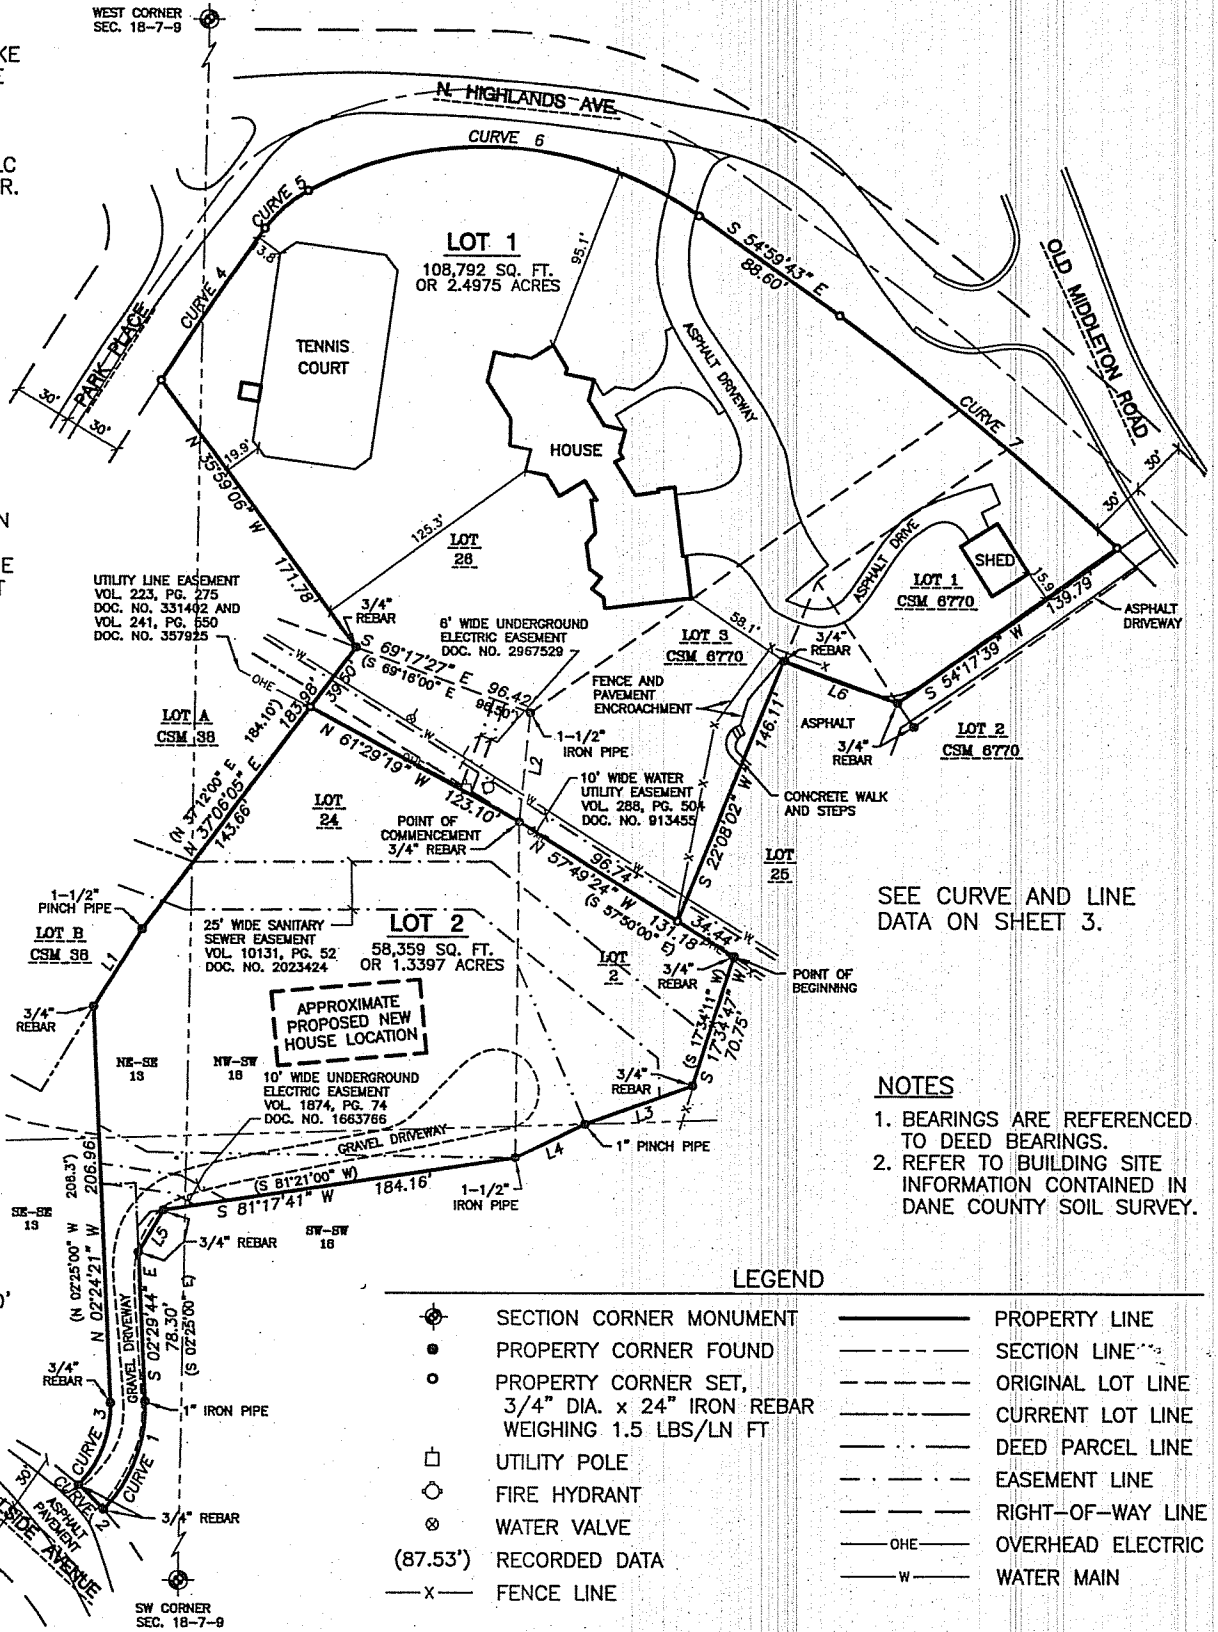 WEST CORNER
SEC. 18-7-9
KE
LC
R.
N. HIGHLANDS AVE.
CURVE 6
CURVE 5
CURVE 4
3.8'
LOT 1
108,792 SQ. FT.
OR 2.4975 ACRES
95.1'
S 54°59'43" E
88.60'
OLD MIDDLETON ROAD
PARK PLACE
30'
30'
TENNIS
COURT
ASPHALT DRIVEWAY
CURVE 7
30'
30'
19.9'
N 35°59'06" W
171.78'
HOUSE
125.3'
LOT
26
ASPHALT DRIVE
SHED
15.9'
LOT 1
CSM 6770
139.79'
S 54°17'39" W
ASPHALT
DRIVEWAY
N
E
T
UTILITY LINE EASEMENT
VOL. 223, PG. 275
DOC. NO. 331402 AND
VOL. 241, PG. 550
DOC. NO. 357925
3/4"
REBAR
6' WIDE UNDERGROUND
ELECTRIC EASEMENT
DOC. NO. 2967529
58.1'
LOT 3
CSM 6770
3/4"
REBAR
S 69°17'27" E
(S 69°16'00" E
96.42'
96.50')
FENCE AND
PAVEMENT
ENCROACHMENT
L6
ASPHALT
3/4"
REBAR
LOT 2
CSM 6770
OHE
39.60'
183.98'
184.10')
LOT A
CSM 38
W
N 61°29'19" W
123.10'
1-1/2"
IRON PIPE
L2
146.11'
S 22°08'02" W
10' WIDE WATER
UTILITY EASEMENT
VOL. 288, PG. 504
DOC. NO. 913455
CONCRETE WALK
AND STEPS
(N 37°12'00" E
N 37°06'05" E
143.66'
LOT
24
POINT OF
COMMENCEMENT
3/4" REBAR
N 57°49'24" W
(S 57°50'00" E)
96.74'
131.18'
34.44'
LOT
25
SEE CURVE AND LINE
DATA ON SHEET 3.
1-1/2"
PINCH PIPE
LOT B
CSM 38
L1
25' WIDE SANITARY
SEWER EASEMENT
VOL. 10131, PG. 52
DOC. NO. 2023424
LOT 2
58,359 SQ. FT.
OR 1.3397 ACRES
LOT
2
3/4"
REBAR
POINT OF
BEGINNING
(S 17°34'11" W)
S 17°34'47" W
70.75'
3/4"
REBAR
APPROXIMATE
PROPOSED NEW
HOUSE LOCATION
NE-SE
13
NW-SW
18
3/4"
REBAR
10' WIDE UNDERGROUND
ELECTRIC EASEMENT
VOL. 1874, PG. 74
DOC. NO. 1663766
GRAVEL DRIVEWAY
L3
L4
1" PINCH PIPE
NOTES
1. BEARINGS ARE REFERENCED
TO DEED BEARINGS.
2. REFER TO BUILDING SITE
INFORMATION CONTAINED IN
DANE COUNTY SOIL SURVEY.
(S 81°21'00" W)
S 81°17'41" W
184.16'
1-1/2"
IRON PIPE
(N 02°25'00" W 208.3')
N 02°24'21" W 206.96'
SE-SE
13
L5
3/4" REBAR
SW-SW
18
GRAVEL DRIVEWAY
S 02°29'44" E
78.30'
(S 02°25'00" E)
3/4"
REBAR
1" IRON PIPE
CURVE 3
CURVE 1
CURVE 2
30'
ASPHALT
PAVEMENT
SIDE AVENUE
3/4" REBAR
SW CORNER
SEC. 18-7-9
LEGEND
SECTION CORNER MONUMENT
PROPERTY CORNER FOUND
PROPERTY CORNER SET,
3/4" DIA. x 24" IRON REBAR
WEIGHING 1.5 LBS/LN FT
UTILITY POLE
FIRE HYDRANT
WATER VALVE
(87.53') RECORDED DATA
X FENCE LINE
PROPERTY LINE
SECTION LINE
ORIGINAL LOT LINE
CURRENT LOT LINE
DEED PARCEL LINE
EASEMENT LINE
RIGHT-OF-WAY LINE
OHE OVERHEAD ELECTRIC
W WATER MAIN